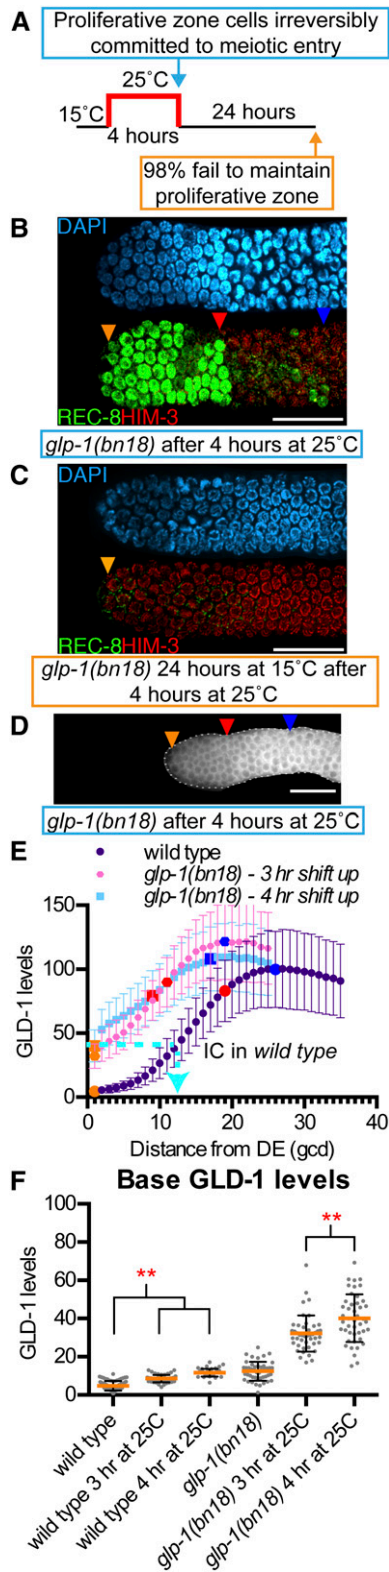 A
Proliferative zone cells irreversibly
committed to meiotic entry
25°C
15°C
4 hours
24 hours
98% fail to maintain
proliferative zone
B
DAPI
REC-8HIM-3
glp-1(bn18) after 4 hours at 25°C
C
DAPI
REC-8HIM-3
glp-1(bn18) 24 hours at 15°C after
4 hours at 25°C
D
glp-1(bn18) after 4 hours at 25°C
E
wild type
glp-1(bn18) - 3 hr shift up
glp-1(bn18) - 4 hr shift up
150
100
50
0
GLD-1 levels
IC in wild type
0
10
20
30
40
Distance from DE (gcd)
F
Base GLD-1 levels
100
80
60
40
20
0
GLD-1 levels
**
**
wild type
wild type 3 hr at 25C
wild type 4 hr at 25C
glp-1(bn18)
glp-1(bn18) 3 hr at 25C
glp-1(bn18) 4 hr at 25C